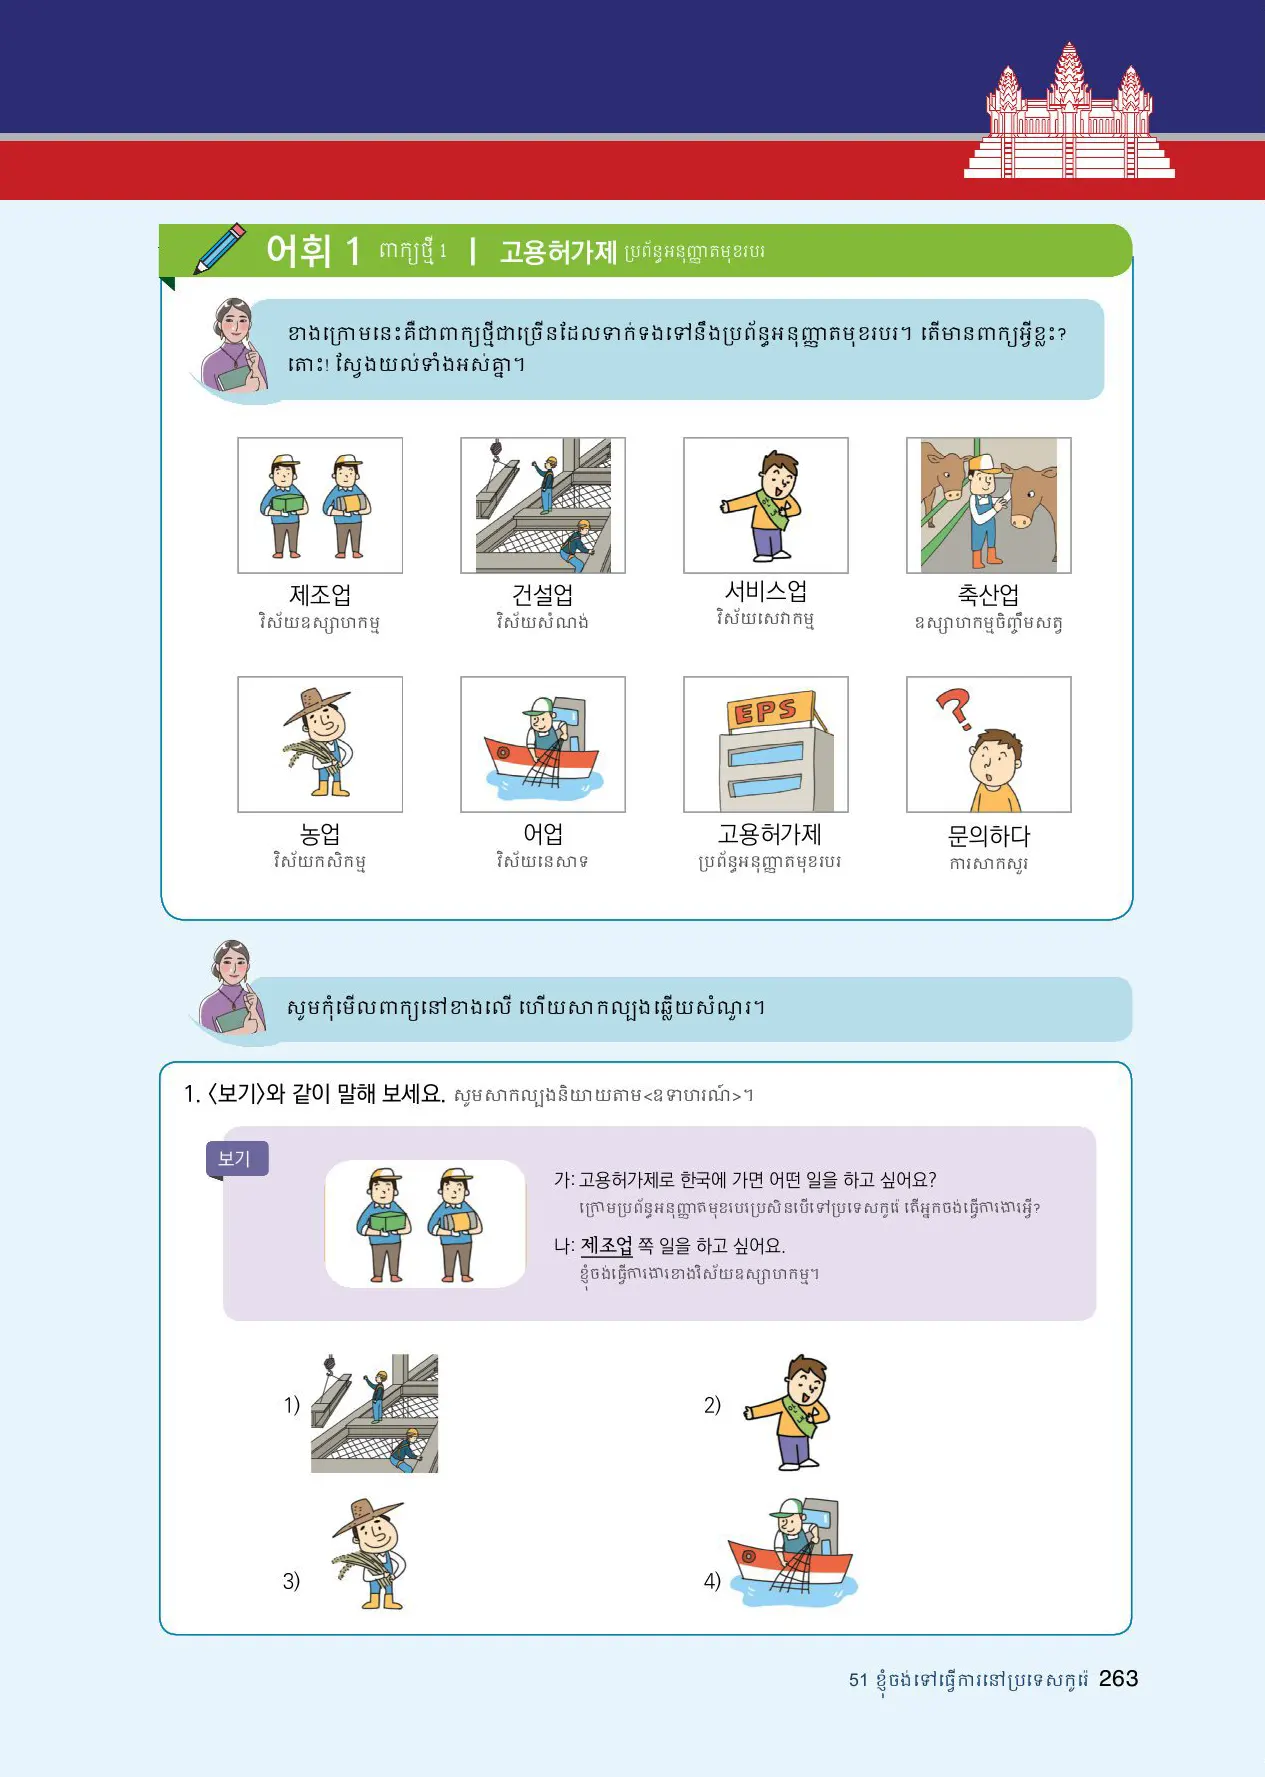 어휘 1 ពាក្យថ្មី 1 | 고용허가제 ប្រព័ន្ធអនុញ្ញាតមុខរបរ
ខាងក្រោមនេះគឺជាពាក្យថ្មីជាច្រើនដែលទាក់ទងទៅនឹងប្រព័ន្ធអនុញ្ញាតមុខរបរ។ តើមានពាក្យអ្វីខ្លះ?
តោះ! ស្វែងយល់ទាំងអស់គ្នា។
EPS
제조업 건설업 서비스업 축산업
វិស័យឧស្សាហកម្ម វិស័យសំណង់ វិស័យសេវាកម្ម ឧស្សាហកម្មចិញ្ចឹមសត្វ
농업 어업 고용허가제 문의하다
វិស័យកសិកម្ម វិស័យនេសាទ ប្រព័ន្ធអនុញ្ញាតមុខរបរ ការសាកសួរ
សូមកុំមើលពាក្យនៅខាងលើ ហើយសាកល្បងឆ្លើយសំណួរ។
1. 〈보기〉와 같이 말해 보세요. សូមសាកល្បងនិយាយតាម<ឧទាហរណ៍>។
보기
가: 고용허가제로 한국에 가면 어떤 일을 하고 싶어요?
ក្រោមប្រព័ន្ធអនុញ្ញាតមុខរបរប្រសិនបើទៅប្រទេសកូរ៉េ តើអ្នកចង់ធ្វើការងារអ្វី?
나: 제조업 쪽 일을 하고 싶어요.
ខ្ញុំចង់ធ្វើការងារខាងវិស័យឧស្សាហកម្ម។
1) 2)
3) 4)
51 ខ្ញុំចង់ទៅធ្វើការនៅប្រទេសកូរ៉េ 263